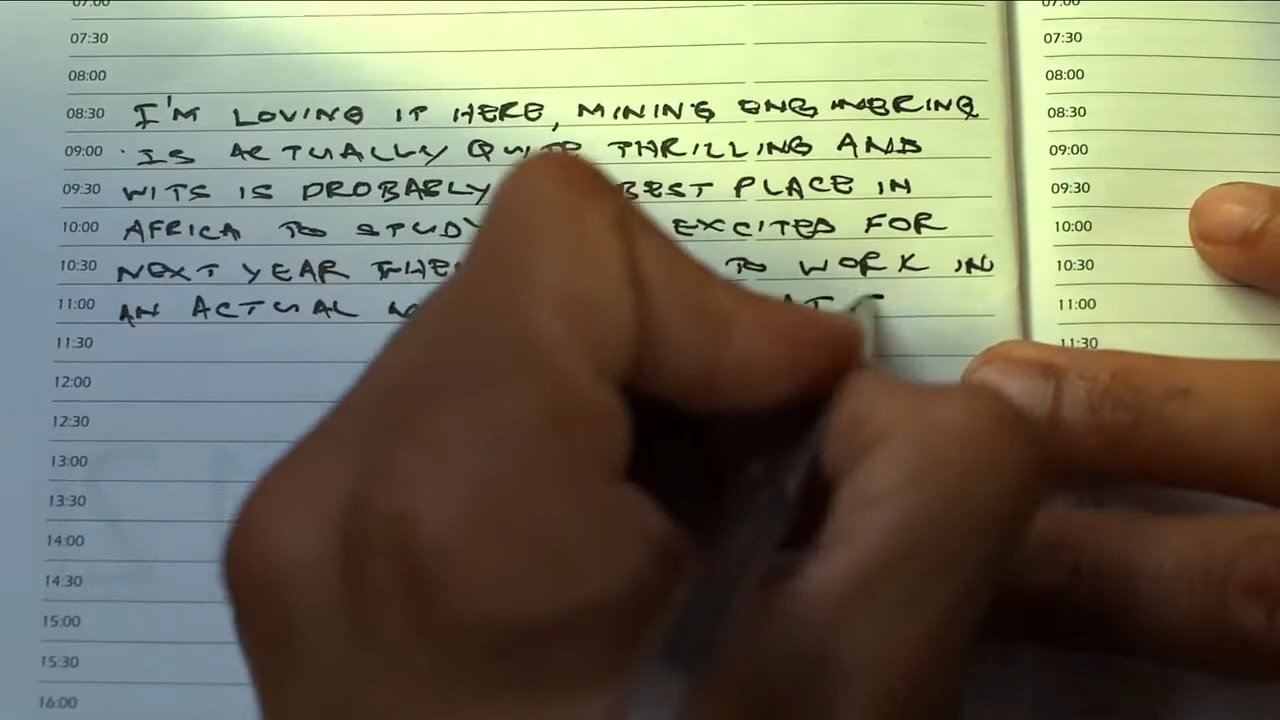 07:00 07:00
07:30 07:30
08:00 08:00
08:30 I'M LOVING IT HERE, MINING ENGINEERING 08:30
09:00 IS ACTUALLY QUITE THRILLING AND 09:00
09:30 WITS IS PROBABLY BEST PLACE IN 09:30
10:00 AFRICA TO STUDY EXCITED FOR 10:00
10:30 NEXT YEAR TO WORK IN 10:30
11:00 AN ACTUAL 11:00
11:30 11:30
12:00
12:30
13:00
13:30
14:00
14:30
15:00
15:30
16:00